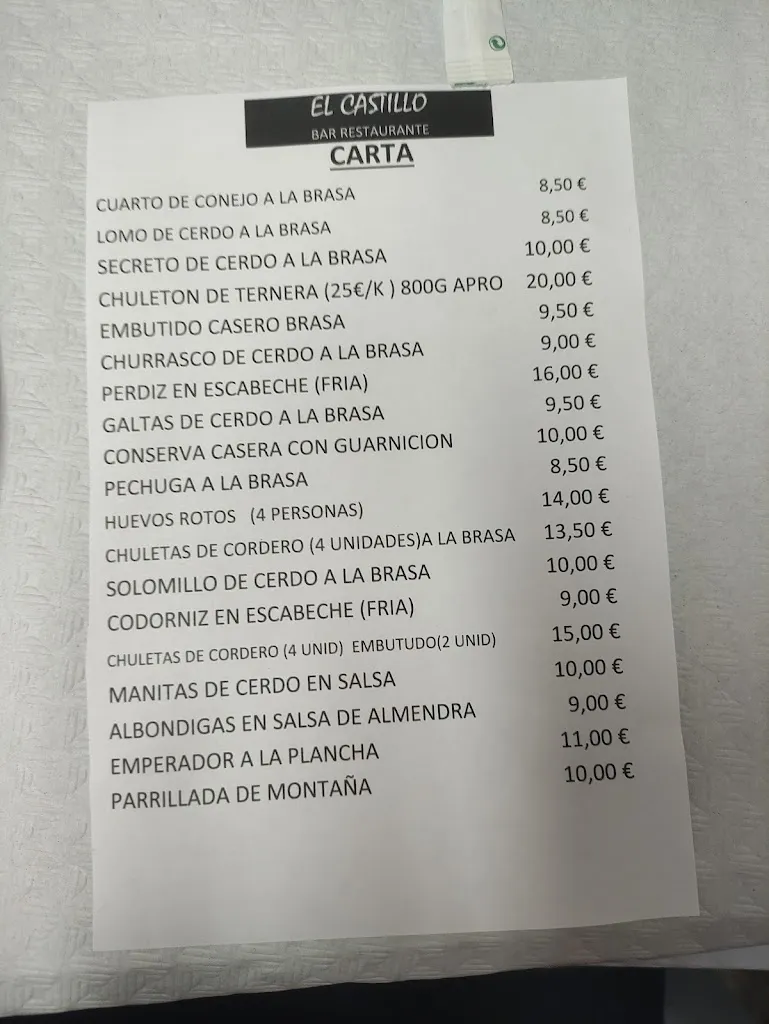 EL CASTILLO
BAR RESTAURANTE
CARTA
CUARTO DE CONEJO A LA BRASA 8,50 €
LOMO DE CERDO A LA BRASA 8,50 €
SECRETO DE CERDO A LA BRASA 10,00 €
CHULETON DE TERNERA (25€/K ) 800G APRO 20,00 €
EMBUTIDO CASERO BRASA 9,50 €
CHURRASCO DE CERDO A LA BRASA 9,00 €
PERDIZ EN ESCABECHE (FRIA) 16,00 €
GALTAS DE CERDO A LA BRASA 9,50 €
CONSERVA CASERA CON GUARNICION 10,00 €
PECHUGA A LA BRASA 8,50 €
HUEVOS ROTOS (4 PERSONAS) 14,00 €
CHULETAS DE CORDERO (4 UNIDADES)A LA BRASA 13,50 €
SOLOMILLO DE CERDO A LA BRASA 10,00 €
CODORNIZ EN ESCABECHE (FRIA) 9,00 €
CHULETAS DE CORDERO (4 UNID) EMBUTUDO(2 UNID) 15,00 €
MANITAS DE CERDO EN SALSA 10,00 €
ALBONDIGAS EN SALSA DE ALMENDRA 9,00 €
EMPERADOR A LA PLANCHA 11,00 €
PARRILLADA DE MONTAÑA 10,00 €